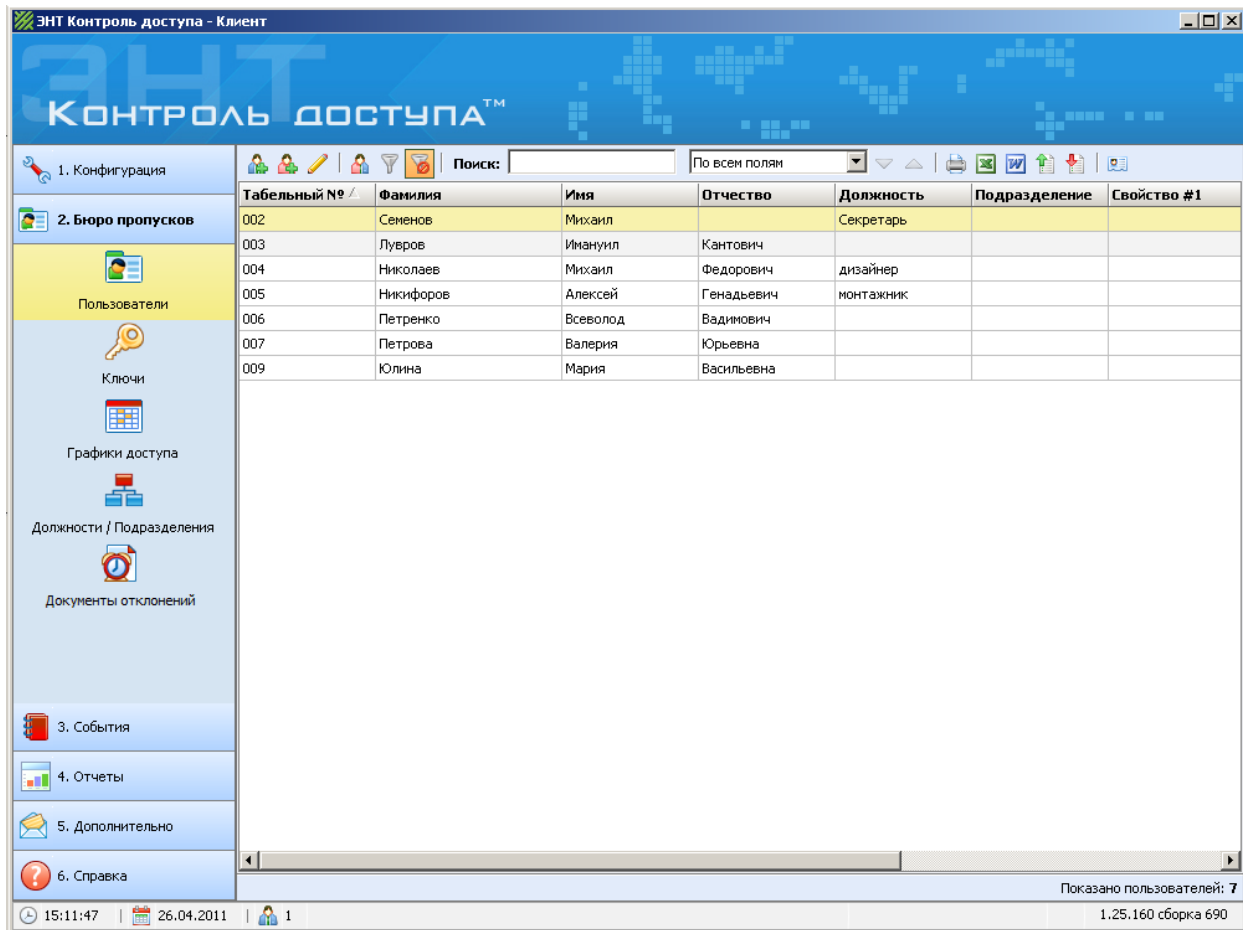 ЭНТ Контроль доступа - Клиент
ЭНТ
Контроль доступа™
1. Конфигурация
2. Бюро пропусков
Пользователи
Ключи
Графики доступа
Должности / Подразделения
Документы отклонений
3. События
4. Отчеты
5. Дополнительно
6. Справка
Поиск: По всем полям
Табельный № Фамилия Имя Отчество Должность Подразделение Свойство #1
002 Семенов Михаил Секретарь
003 Лувров Имануил Кантович
004 Николаев Михаил Федорович дизайнер
005 Никифоров Алексей Генадьевич монтажник
006 Петренко Всеволод Вадимович
007 Петрова Валерия Юрьевна
009 Юлина Мария Васильевна
Показано пользователей: 7
15:11:47 | 26.04.2011 | 1 1.25.160 сборка 690